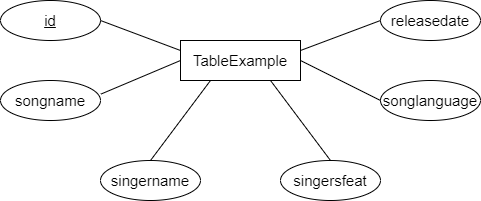 id
releasedate
TableExample
songname
songlanguage
singername
singersfeat